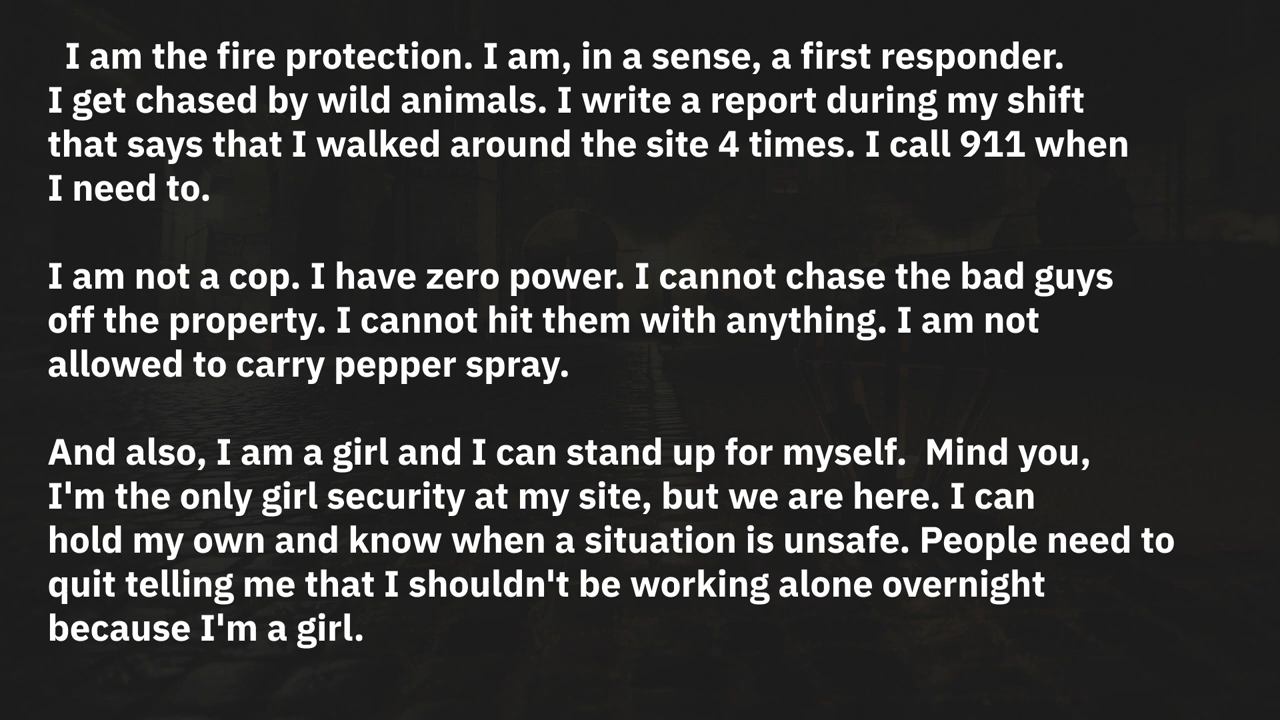 I am the fire protection. I am, in a sense, a first responder.
I get chased by wild animals. I write a report during my shift
that says that I walked around the site 4 times. I call 911 when
I need to.
I am not a cop. I have zero power. I cannot chase the bad guys
off the property. I cannot hit them with anything. I am not
allowed to carry pepper spray.
And also, I am a girl and I can stand up for myself.  Mind you,
I'm the only girl security at my site, but we are here. I can
hold my own and know when a situation is unsafe. People need to
quit telling me that I shouldn't be working alone overnight
because I'm a girl.